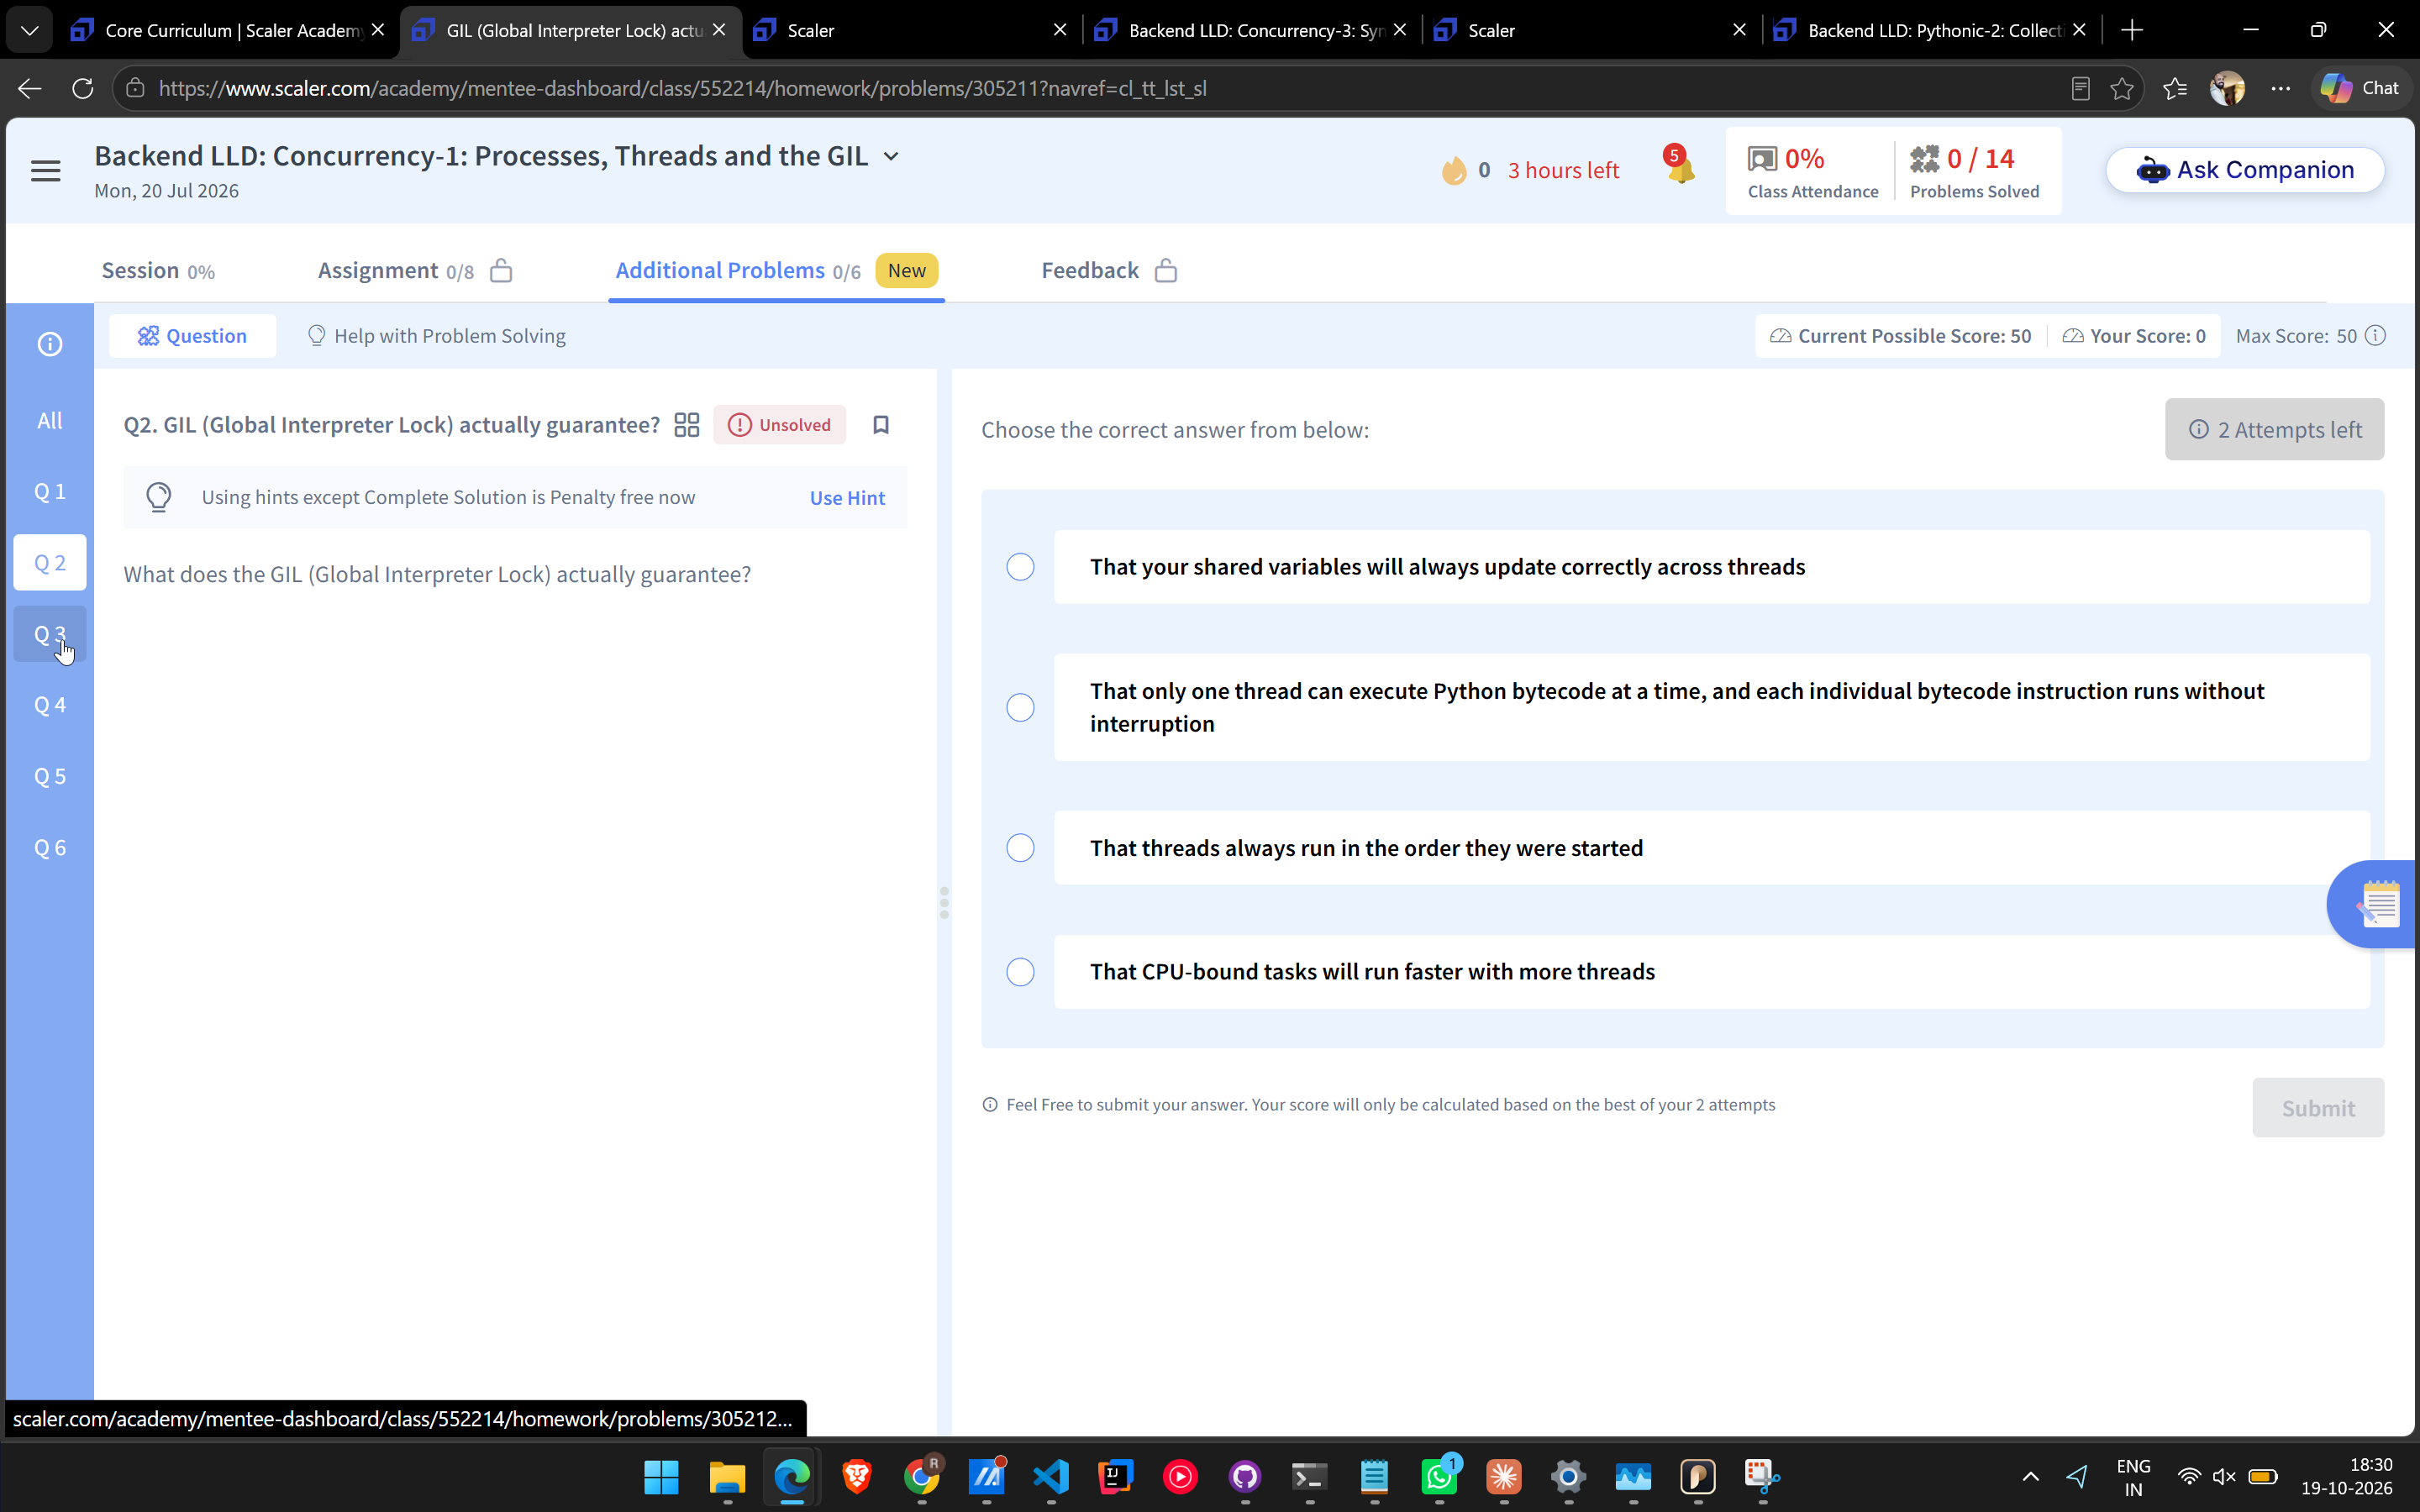 Core Curriculum | Scaler Academ
GIL (Global Interpreter Lock) actu
Scaler
Backend LLD: Concurrency-3: Syn
Scaler
Backend LLD: Pythonic-2: Collecti
https://www.scaler.com/academy/mentee-dashboard/class/552214/homework/problems/305211?navref=cl_tt_lst_sl
Chat
Backend LLD: Concurrency-1: Processes, Threads and the GIL
Mon, 20 Jul 2026
0 3 hours left
5
0%
Class Attendance
0 / 14
Problems Solved
Ask Companion
Session 0%
Assignment 0/8
Additional Problems 0/6 New
Feedback
Question
Help with Problem Solving
Current Possible Score: 50
Your Score: 0
Max Score: 50
All
Q 1
Q 2
Q 3
Q 4
Q 5
Q 6
Q2. GIL (Global Interpreter Lock) actually guarantee?
Unsolved
Using hints except Complete Solution is Penalty free now
Use Hint
What does the GIL (Global Interpreter Lock) actually guarantee?
Choose the correct answer from below:
2 Attempts left
That your shared variables will always update correctly across threads
That only one thread can execute Python bytecode at a time, and each individual bytecode instruction runs without
interruption
That threads always run in the order they were started
That CPU-bound tasks will run faster with more threads
Feel Free to submit your answer. Your score will only be calculated based on the best of your 2 attempts
Submit
scaler.com/academy/mentee-dashboard/class/552214/homework/problems/305212...
R
IJ
1
ENG
IN
18:30
19-10-2026